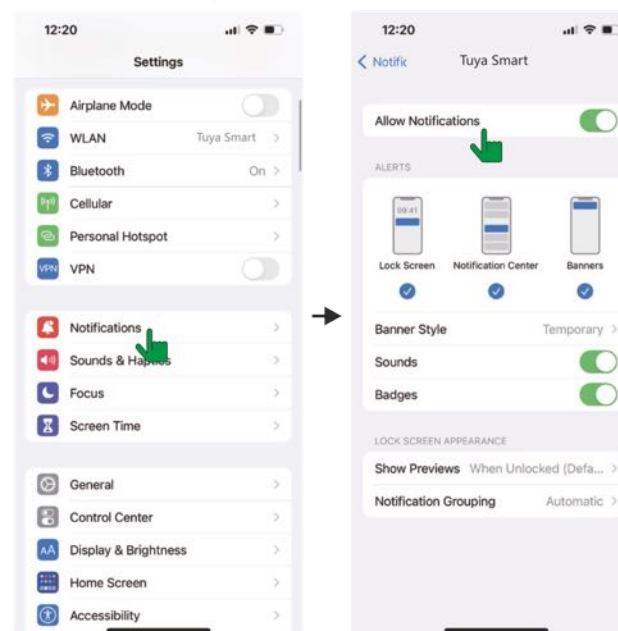 12:20
Settings
Airplane Mode
WLAN Tuya Smart
Bluetooth On
Cellular
Personal Hotspot
VPN VPN
Notifications
Sounds & Haptics
Focus
Screen Time
General
Control Center
AA Display & Brightness
Home Screen
Accessibility
12:20
Notific Tuya Smart
Allow Notifications
ALERTS
09:41
Lock Screen Notification Center Banners
Banner Style Temporary
Sounds
Badges
LOCK SCREEN APPEARANCE
Show Previews When Unlocked (Defa...
Notification Grouping Automatic